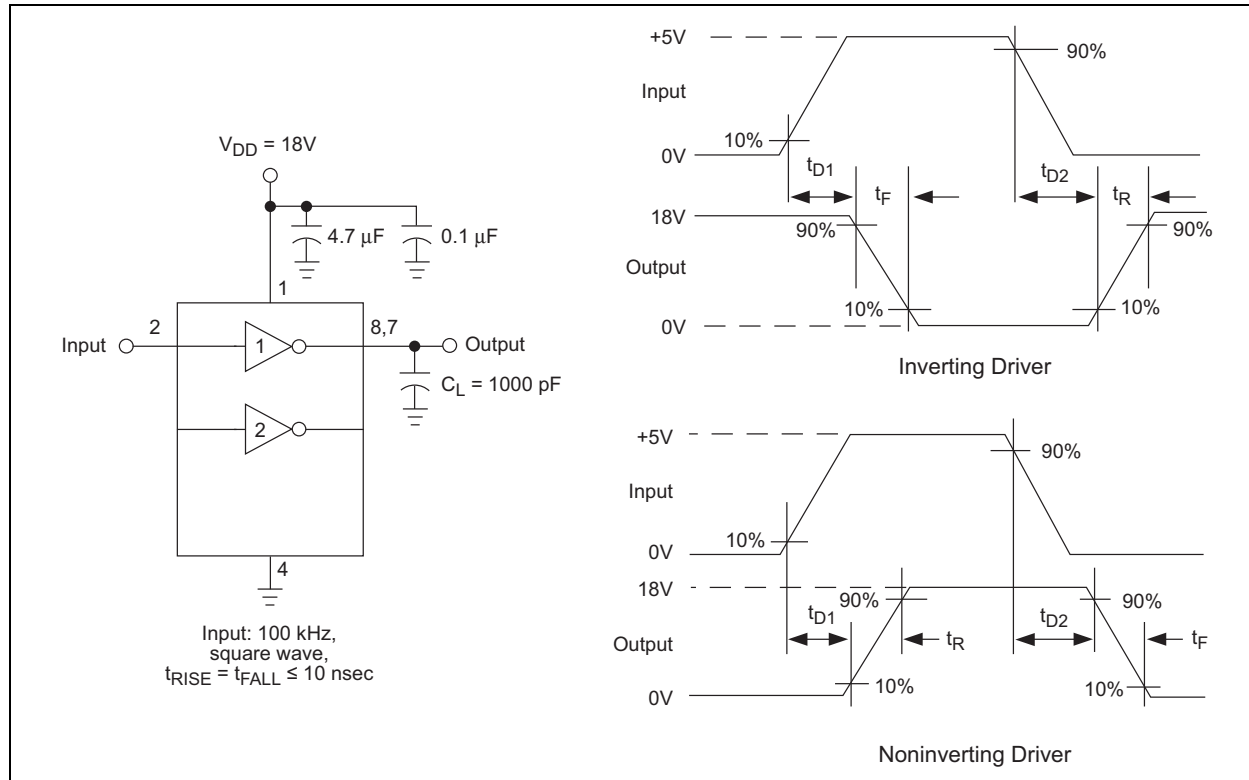 V_DD = 18V
4.7 µF
0.1 µF
1
2
Input
1
8,7
Output
C_L = 1000 pF
2
4
Input: 100 kHz,
square wave,
t_RISE = t_FALL ≤ 10 nsec
+5V
90%
Input
10%
0V
t_D1
t_F
t_D2
t_R
18V
90%
90%
Output
10%
10%
0V
Inverting Driver
+5V
90%
Input
10%
0V
18V
90%
90%
t_D1
t_R
t_D2
t_F
Output
10%
10%
0V
Noninverting Driver